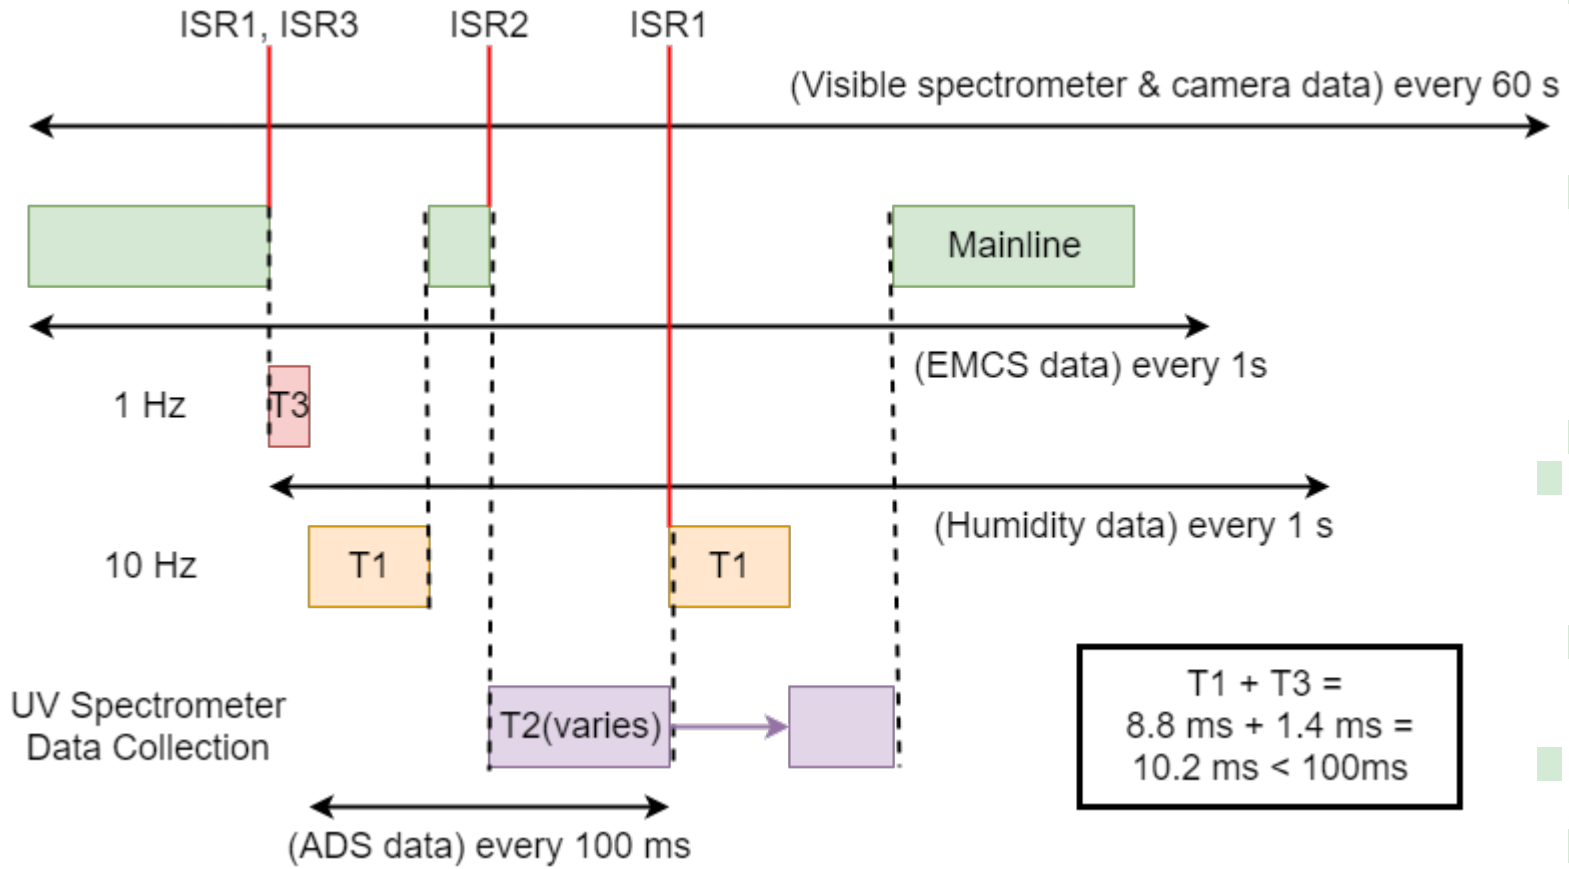 ISR1, ISR3
ISR2
ISR1
(Visible spectrometer & camera data) every 60 s
Mainline
(EMCS data) every 1s
1 Hz
T3
(Humidity data) every 1 s
10 Hz
T1
T1
UV Spectrometer
Data Collection
T2(varies)
T1 + T3 =
8.8 ms + 1.4 ms =
10.2 ms < 100ms
(ADS data) every 100 ms